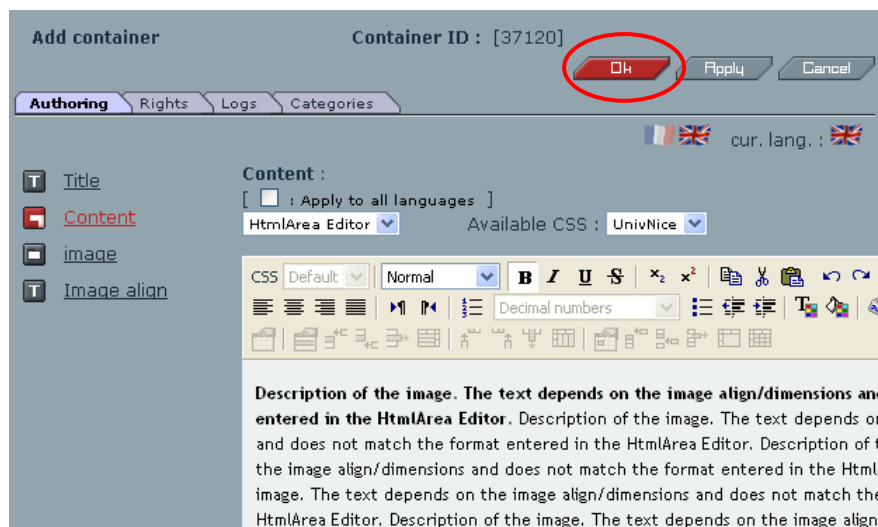 Add container Container ID : [37120]
Ok Apply Cancel
Authoring Rights Logs Categories
cur. lang. :
T Title
Content
image
T Image align
Content :
[ : Apply to all languages ]
HtmlArea Editor Available CSS : UnivNice
CSS Default Normal B I U S x₂ x²
Decimal numbers
Description of the image. The text depends on the image align/dimensions and
entered in the HtmlArea Editor. Description of the image. The text depends
and does not match the format entered in the HtmlArea Editor. Description of
the image align/dimensions and does not match the format entered in the
image. The text depends on the image align/dimensions and does not match the
HtmlArea Editor. Description of the image. The text depends on the image align